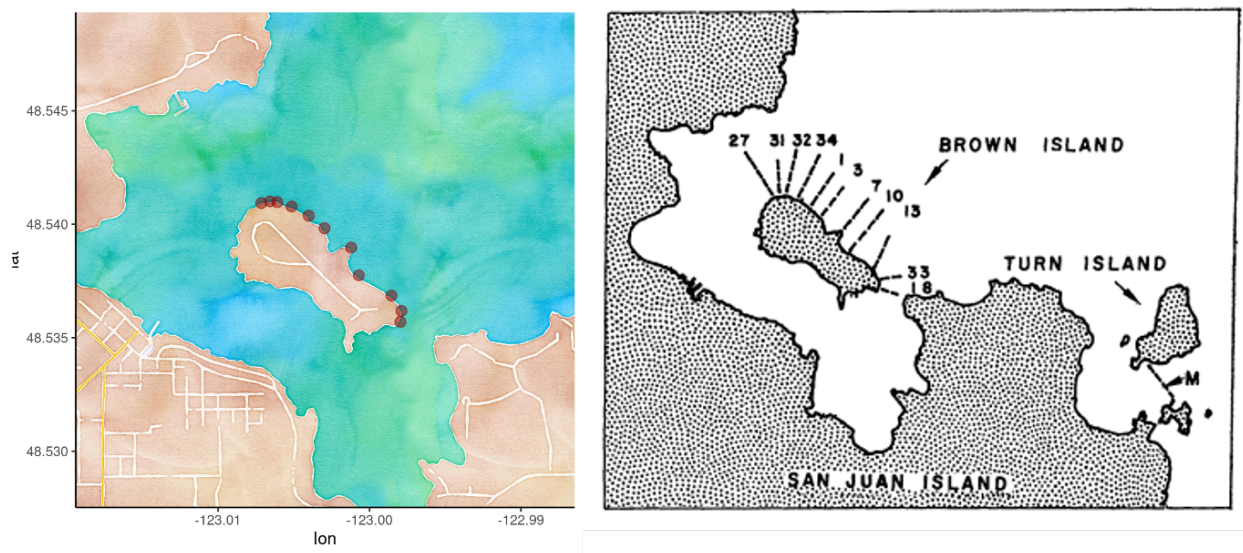 48.545
48.540
48.535
48.530
lat
-123.01
-123.00
-122.99
lon
27 31 32 34 1 3 7 10 13
BROWN ISLAND
33
18
TURN ISLAND
M
SAN JUAN ISLAND